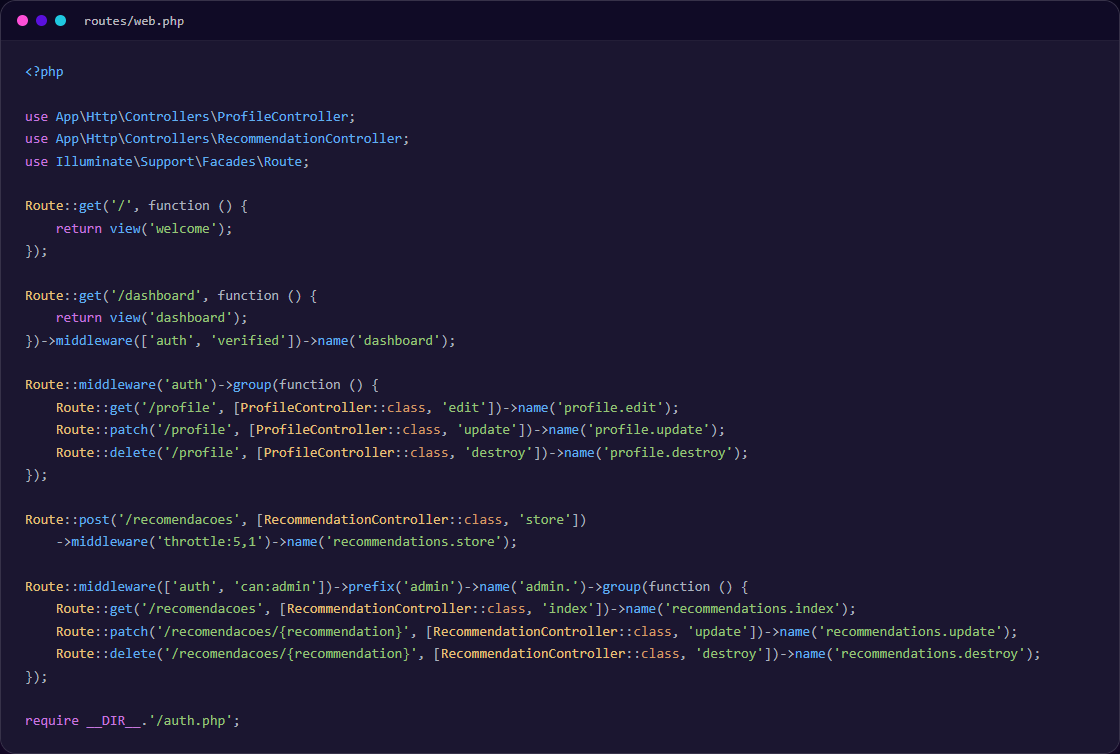 routes/web.php
<?php
use App\Http\Controllers\ProfileController;
use App\Http\Controllers\RecommendationController;
use Illuminate\Support\Facades\Route;
Route::get('/', function () {
    return view('welcome');
});
Route::get('/dashboard', function () {
    return view('dashboard');
})->middleware(['auth', 'verified'])->name('dashboard');
Route::middleware('auth')->group(function () {
    Route::get('/profile', [ProfileController::class, 'edit'])->name('profile.edit');
    Route::patch('/profile', [ProfileController::class, 'update'])->name('profile.update');
    Route::delete('/profile', [ProfileController::class, 'destroy'])->name('profile.destroy');
});
Route::post('/recomendacoes', [RecommendationController::class, 'store'])
    ->middleware('throttle:5,1')->name('recommendations.store');
Route::middleware(['auth', 'can:admin'])->prefix('admin')->name('admin.')->group(function () {
    Route::get('/recomendacoes', [RecommendationController::class, 'index'])->name('recommendations.index');
    Route::patch('/recomendacoes/{recommendation}', [RecommendationController::class, 'update'])->name('recommendations.update');
    Route::delete('/recomendacoes/{recommendation}', [RecommendationController::class, 'destroy'])->name('recommendations.destroy');
});
require __DIR__.'/auth.php';